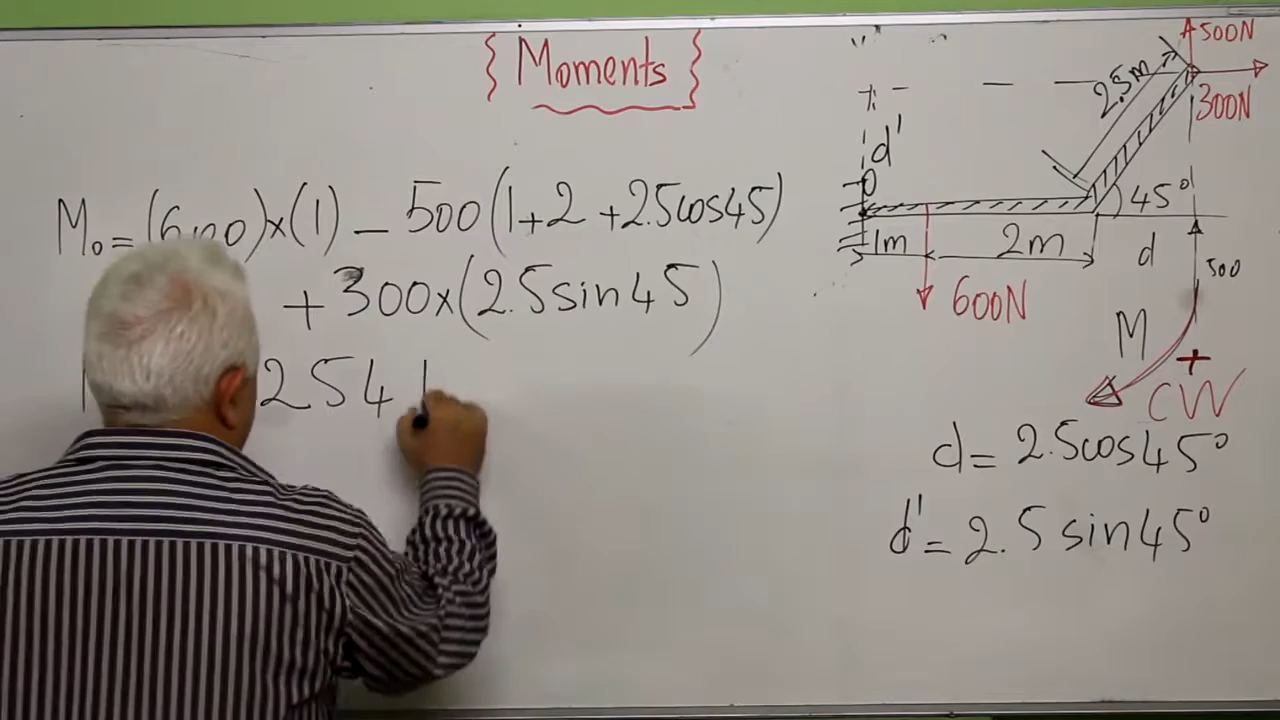 Moments
M₀ = (600)×(1) − 500(1+2+2.5cos45)
+ 300×(2.5sin45)
254
500N
300N
2.5m
d'
0
45°
1m
2m
d
500
600N
M
+
CW
d = 2.5cos45°
d' = 2.5 sin45°